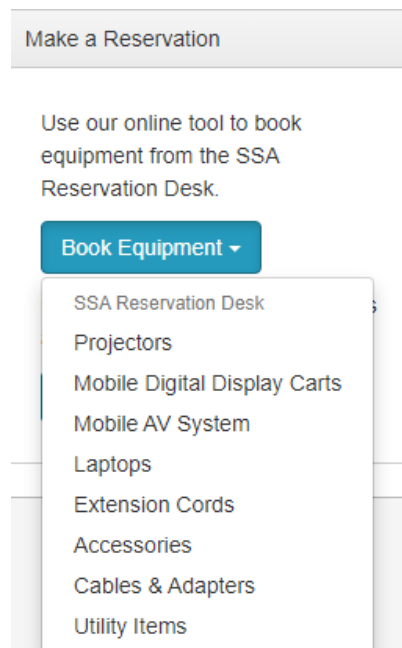 Make a Reservation
Use our online tool to book
equipment from the SSA
Reservation Desk.
Book Equipment
SSA Reservation Desk
Projectors
Mobile Digital Display Carts
Mobile AV System
Laptops
Extension Cords
Accessories
Cables & Adapters
Utility Items